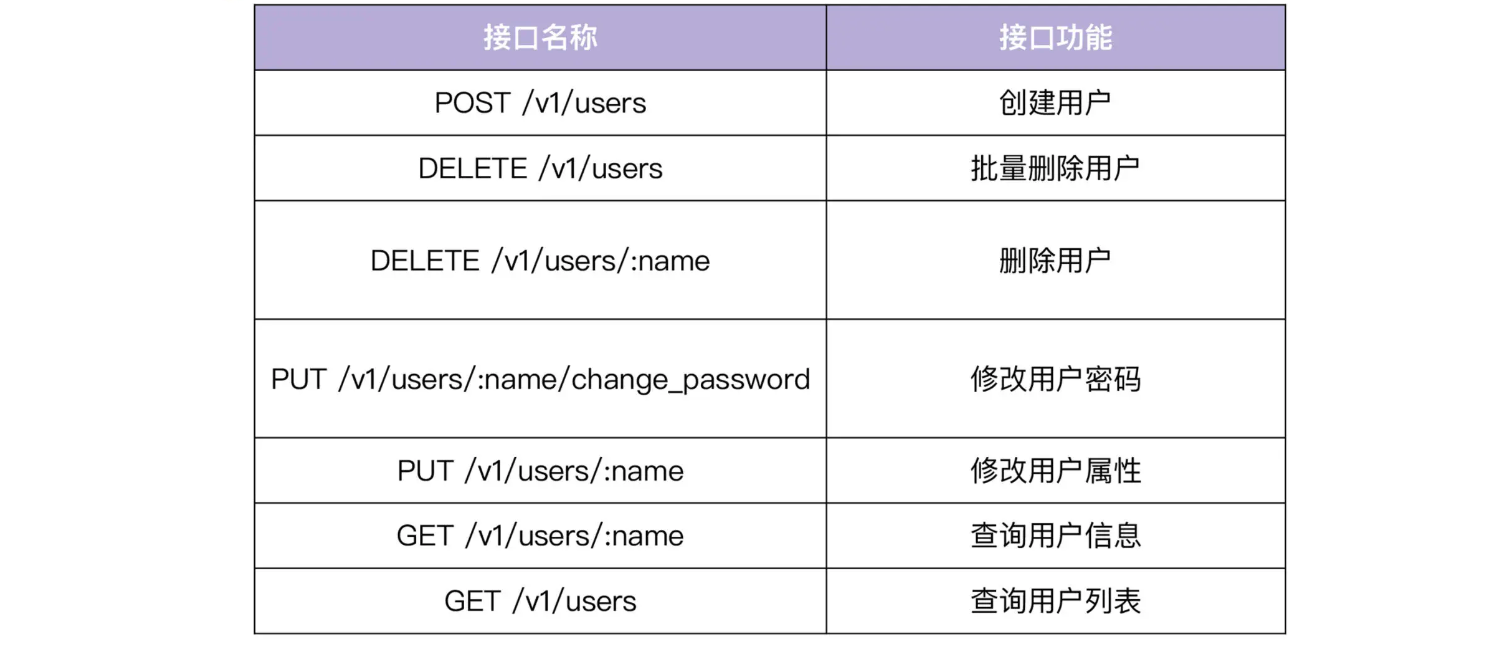 接口名称 接口功能
POST /v1/users 创建用户
DELETE /v1/users 批量删除用户
DELETE /v1/users/:name 删除用户
PUT /v1/users/:name/change_password 修改用户密码
PUT /v1/users/:name 修改用户属性
GET /v1/users/:name 查询用户信息
GET /v1/users 查询用户列表